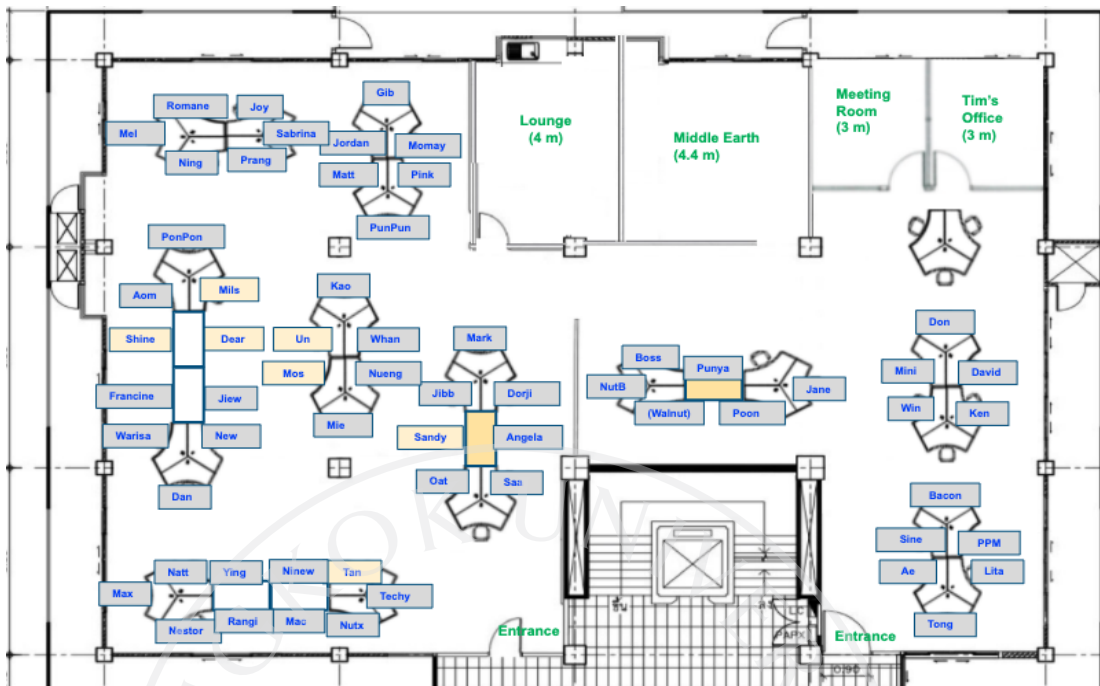 Gib
Romane
Joy
Mel
Sabrina
Jordan
Momay
Ning
Prang
Matt
Pink
PunPun
Lounge
(4 m)
Middle Earth
(4.4 m)
Meeting
Room
(3 m)
Tim's
Office
(3 m)
PonPon
Aom
Mils
Shine
Dear
Francine
Jiew
Warisa
New
Dan
Kao
Un
Whan
Mos
Nueng
Mie
Mark
Jibb
Dorji
Sandy
Angela
Oat
Boss
Punya
NutB
Jane
(Walnut)
Poon
Don
Mini
David
Win
Ken
Bacon
Sine
PPM
Ae
Lita
Tong
Natt
Ying
Ninew
Tan
Max
Techy
Nestor
Rangi
Mac
Nutx
Entrance
Entrance
LC
PAPX